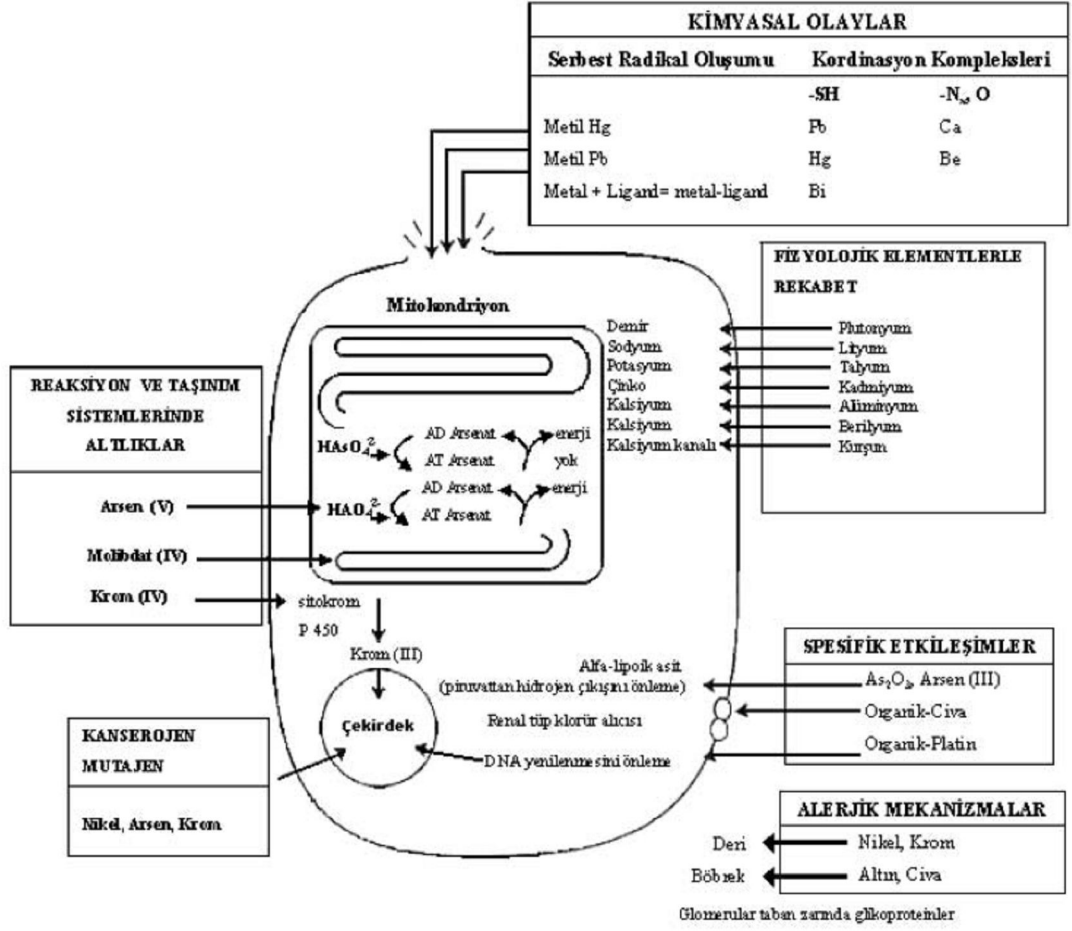 KİMYASAL OLAYLAR
Serbest Radikal Oluşumu Kordinasyon Kompleksleri
-SH -N, O
Metil Hg Pb Ca
Metil Pb Hg Be
Metal + Ligand= metal-ligand Bi
FİZYOLOJİK ELEMENTLERLE
REKABET
Mitokondriyon
Demir Plutonyum
Sodyum Lityum
Potasyum Talyum
Çinko Kadmiyum
Kalsiyum Alüminyum
Kalsiyum Berilyum
Kalsiyum kanalı Kurşun
REAKSİYON VE TAŞINIM
SİSTEMLERİNDE
ALTLIKLAR
Arsen (V)
Molibdat (IV)
Krom (IV)
HAsO₄²⁻ AD Arsenat enerji
AT Arsenat yok
HAO₄²⁻ AD Arsenat enerji
AT Arsenat
sitokrom
P 450
Krom (III)
Çekirdek
SPESİFİK ETKİLEŞİMLER
As₂O₃, Arsen (III)
Organik-Civa
Organik-Platin
Alfa-lipoik asit
(piruvattan hidrojen çıkışını önleme)
Renal tüp klorür alıcısı
DNA yenilenmesini önleme
KANSEROJEN
MUTAJEN
Nikel, Arsen, Krom
ALERJİK MEKANİZMALAR
Deri Nikel, Krom
Böbrek Altın, Civa
Glomerular taban zarında glikoproteinler